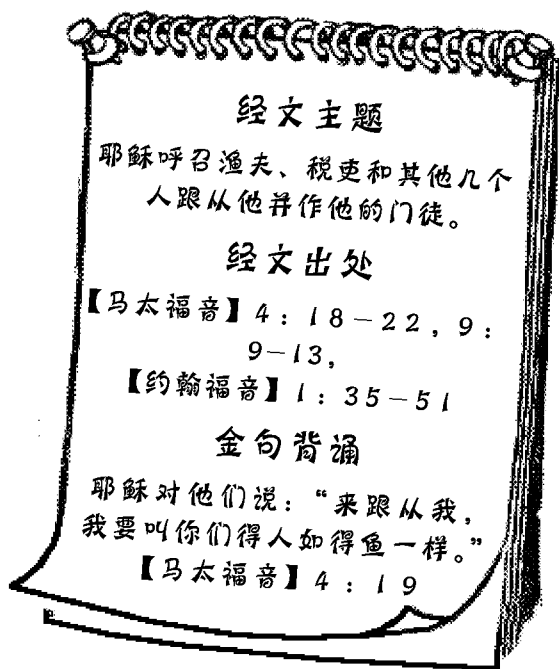 经文主题
耶稣呼召渔夫、税吏和其他几个
人跟从他并作他的门徒。
经文出处
【马太福音】4：18－22，9：
9－13，
【约翰福音】1：35－51
金句背诵
耶稣对他们说：“来跟从我，
我要叫你们得人如得鱼一样。”
【马太福音】4：19